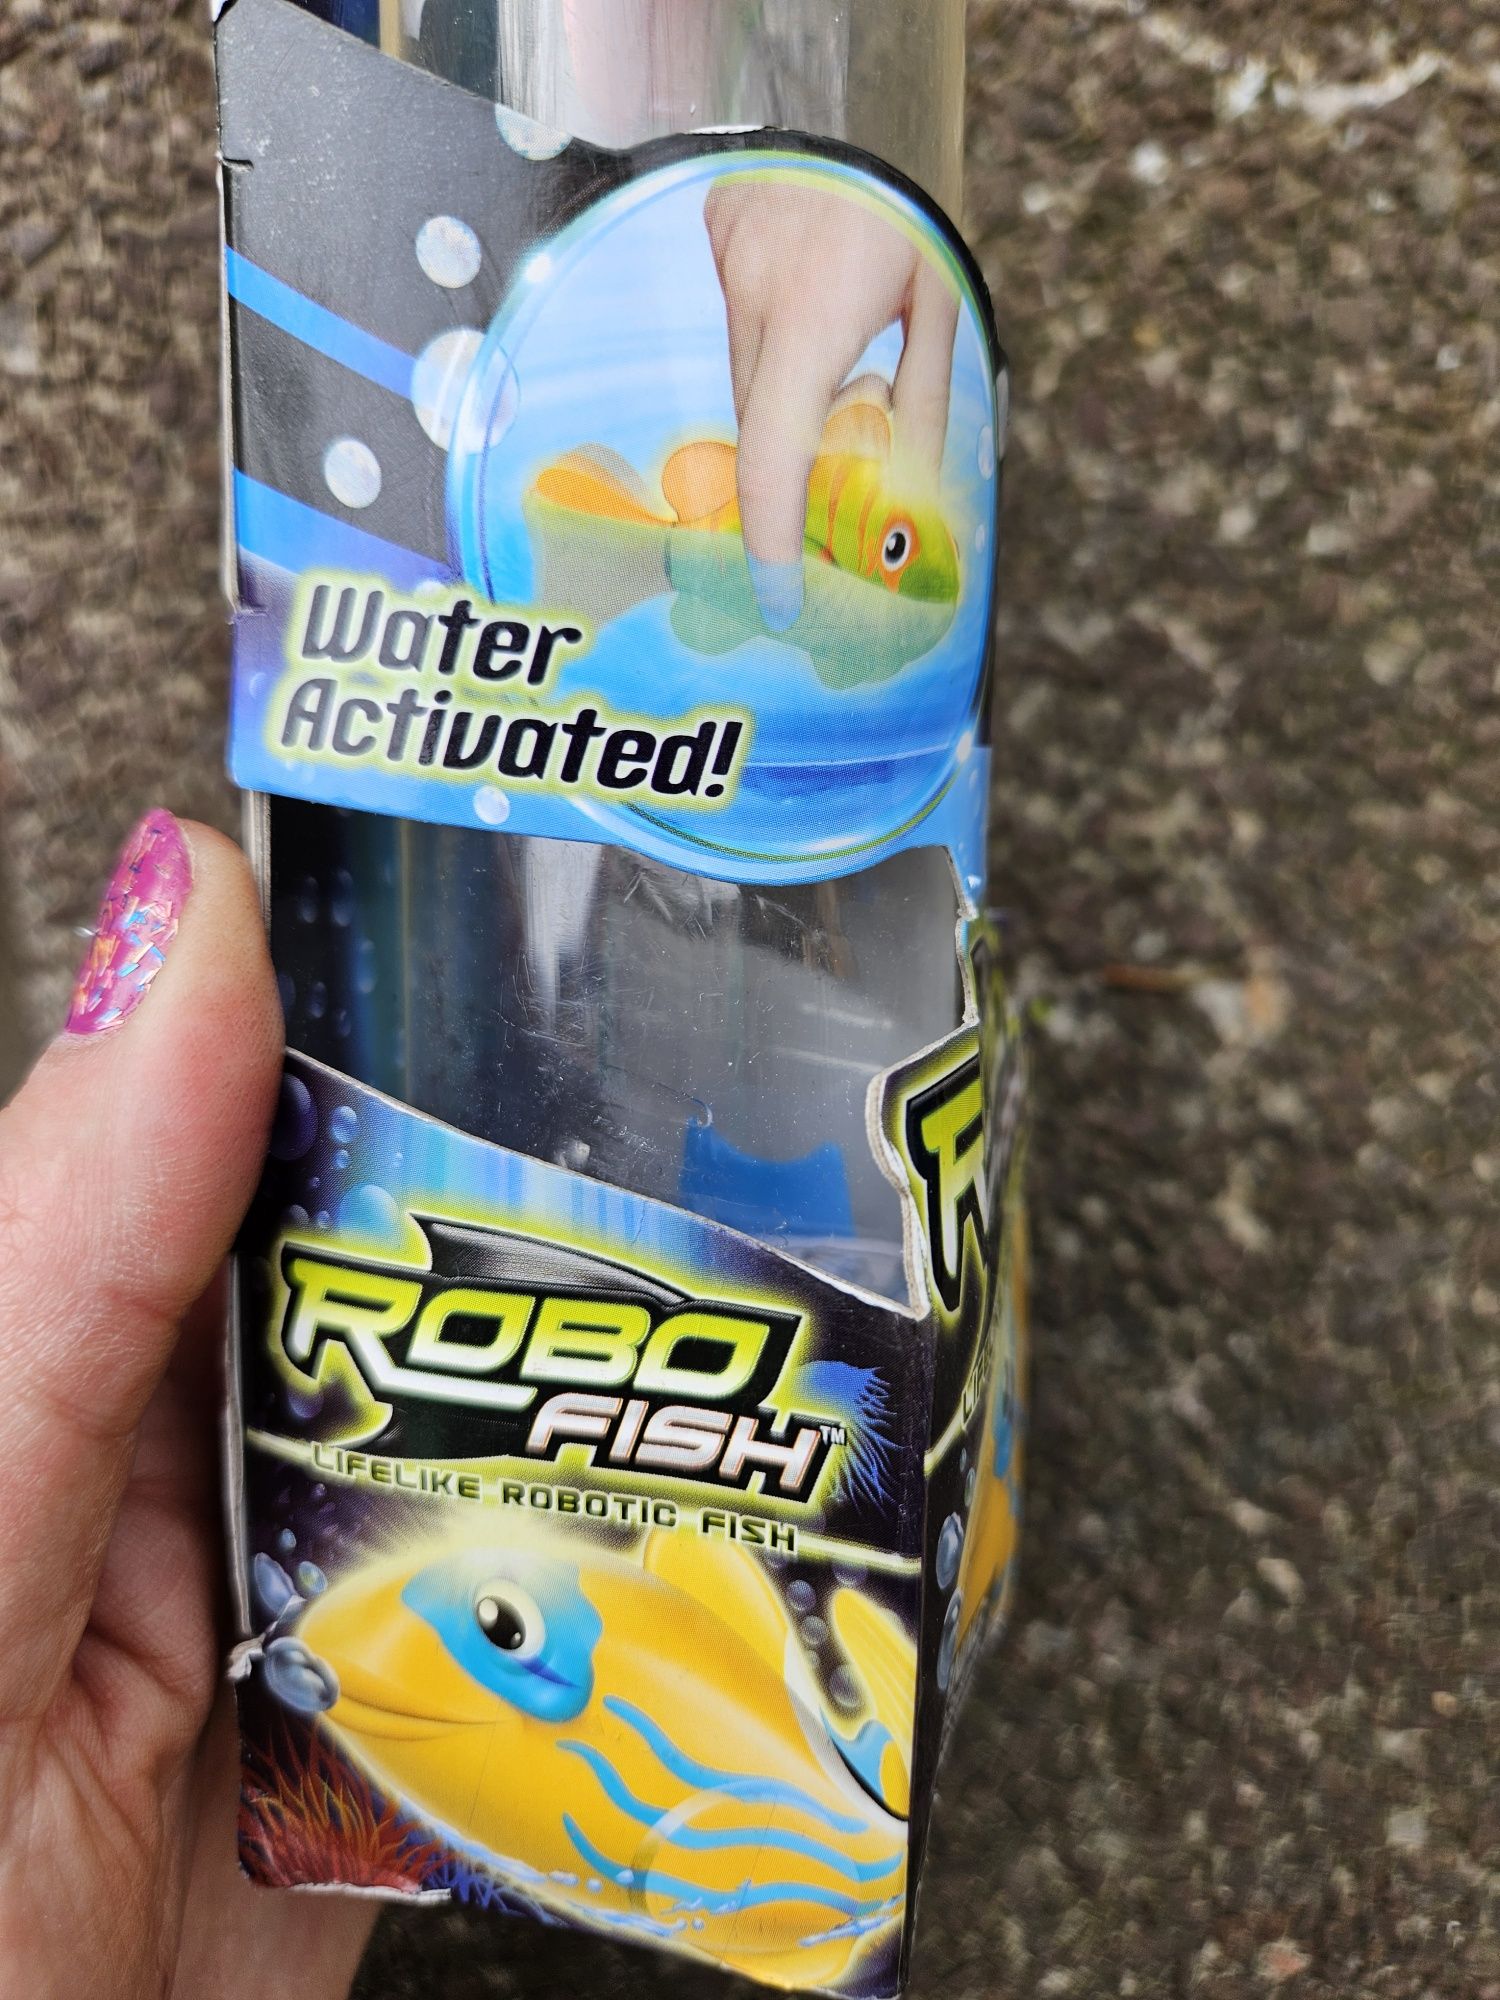 Water
Activated!
ROBO
FISH™
LIFELIKE ROBOTIC FISH